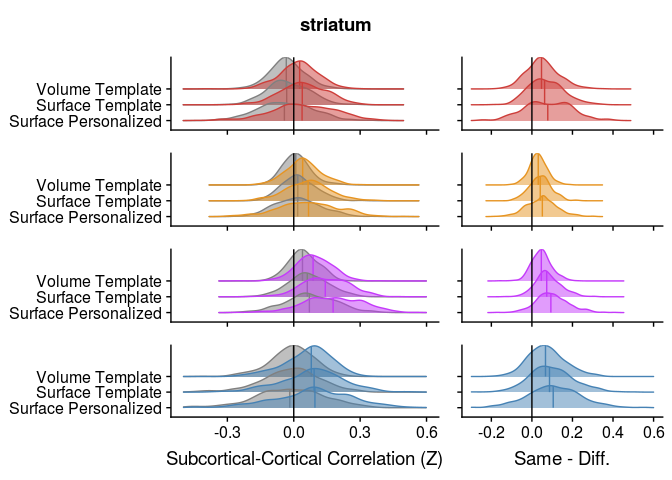 striatum
Volume Template
Surface Template
Surface Personalized
Volume Template
Surface Template
Surface Personalized
Volume Template
Surface Template
Surface Personalized
Volume Template
Surface Template
Surface Personalized
-0.3 0.0 0.3 0.6 -0.2 0.0 0.2 0.4 0.6
Subcortical-Cortical Correlation (Z) Same - Diff.